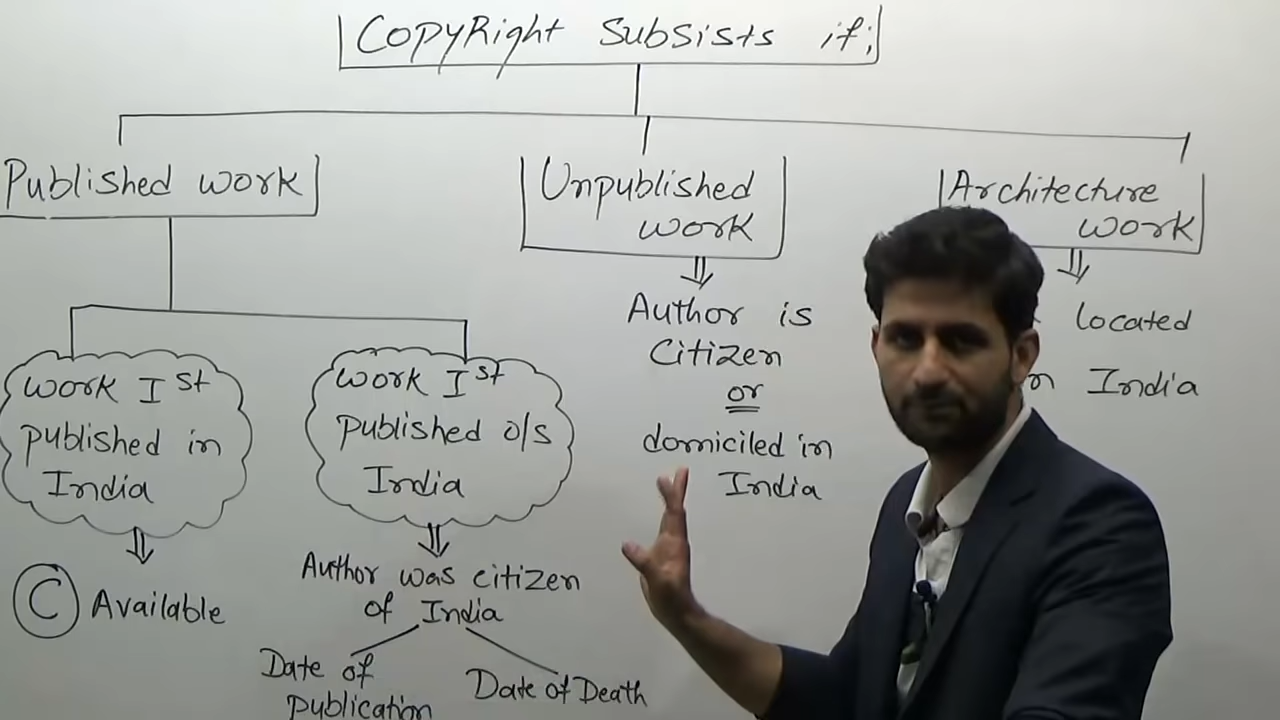 Copyright Subsists if;
Published work
Unpublished
work
Architecture
work
work Ist
published in
India
C Available
work Ist
published o/s
India
Author was citizen
of India
Date of
publication
Date of Death
Author is
Citizen
or
domiciled in
India
located
India